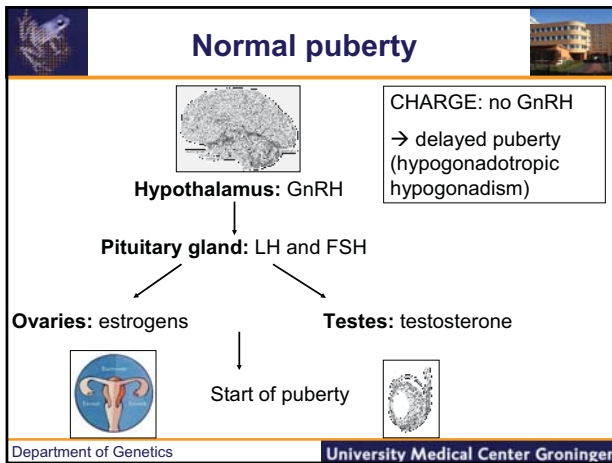 Normal puberty
CHARGE: no GnRH
→ delayed puberty
(hypogonadotropic
hypogonadism)
Hypothalamus: GnRH
Pituitary gland: LH and FSH
Ovaries: estrogens
Testes: testosterone
Start of puberty
Department of Genetics
University Medical Center Groningen